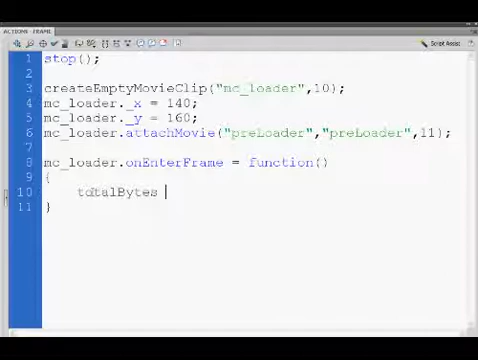 ACTIONS - FRAME
Script Assist
1 stop();
2
3 createEmptyMovieClip("mc_loader",10);
4 mc_loader._x = 140;
5 mc_loader._y = 160;
6 mc_loader.attachMovie("preLoader","preLoader",11);
7
8 mc_loader.onEnterFrame = function()
9 {
10 totalBytes
11 }